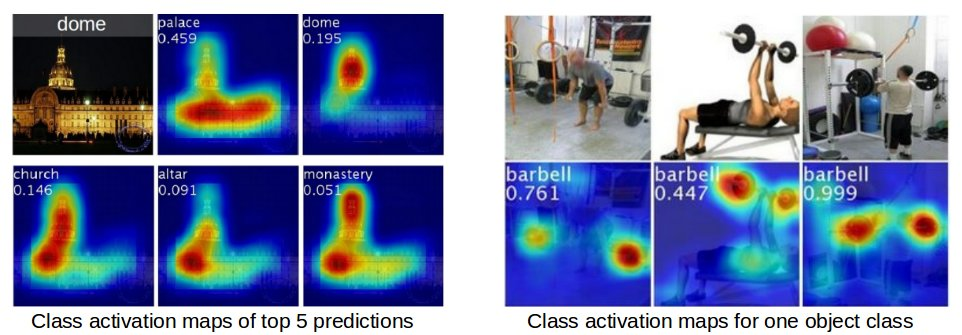 dome
palace
0.459
dome
0.195
church
0.146
altar
0.091
monastery
0.051
Class activation maps of top 5 predictions
barbell
0.761
barbell
0.447
barbell
0.999
Class activation maps for one object class